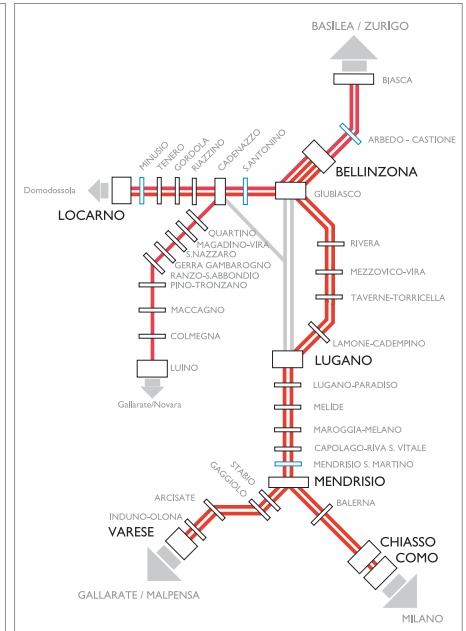 BASILEA / ZURIGO
BIASCA
ARBEDO - CASTIONE
BELLINZONA
GIUBIASCO
MINUSIO
TENERO
GORDOLA
RIAZZINO
CADENAZZO
S.ANTONINO
Domodossola
LOCARNO
QUARTINO
MAGADINO-VIRA
S.NAZZARO
GERRA GAMBAROGNO
RANZO-S.ABBONDIO
PINO-TRONZANO
MACCAGNO
COLMEGNA
LUINO
Gallarate/Novara
RIVERA
MEZZOVICO-VIRA
TAVERNE-TORRICELLA
LAMONE-CADEMPINO
LUGANO
LUGANO-PARADISO
MELIDE
MAROGGIA-MELANO
CAPOLAGO-RIVA S. VITALE
MENDRISIO S. MARTINO
MENDRISIO
STABIO
GAGGIOLO
ARCISATE
INDUNO-OLONA
VARESE
GALLARATE / MALPENSA
BALERNA
CHIASSO
COMO
MILANO